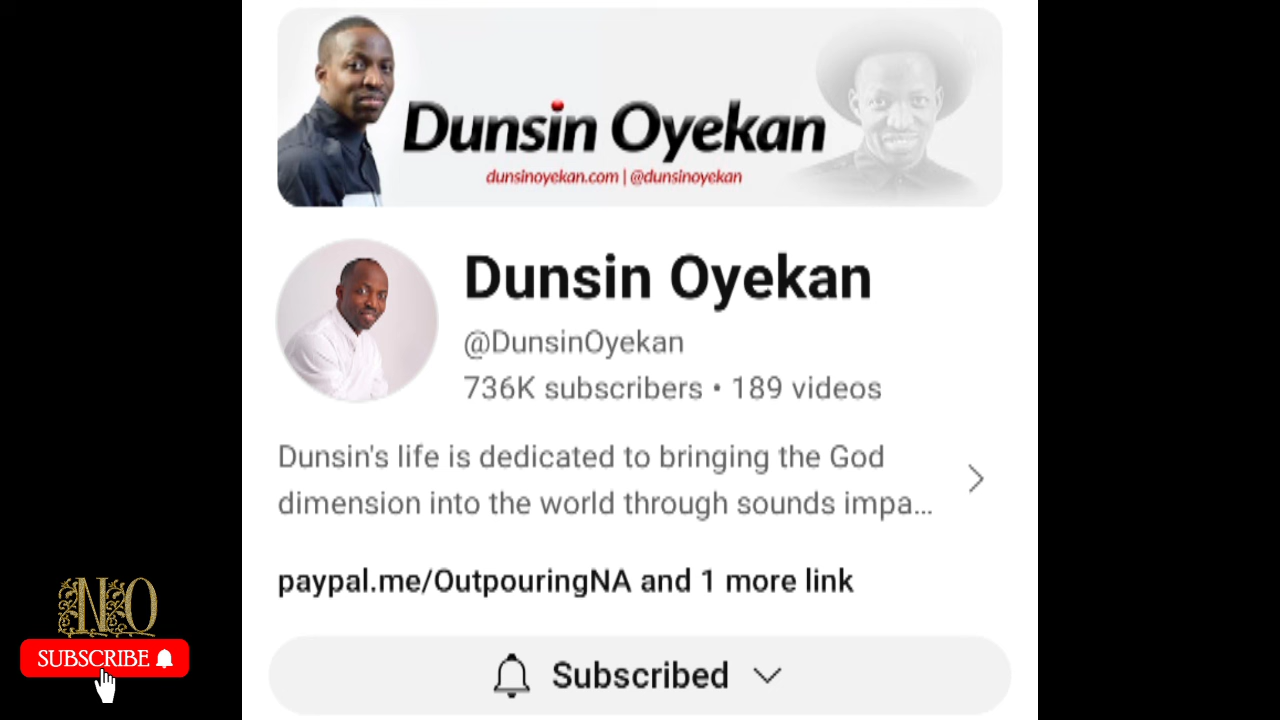 Dunsin Oyekan
dunsinoyekan.com | @dunsinoyekan
Dunsin Oyekan
@DunsinOyekan
736K subscribers • 189 videos
Dunsin's life is dedicated to bringing the God
dimension into the world through sounds impa...
paypal.me/OutpouringNA and 1 more link
Subscribed
NO
SUBSCRIBE